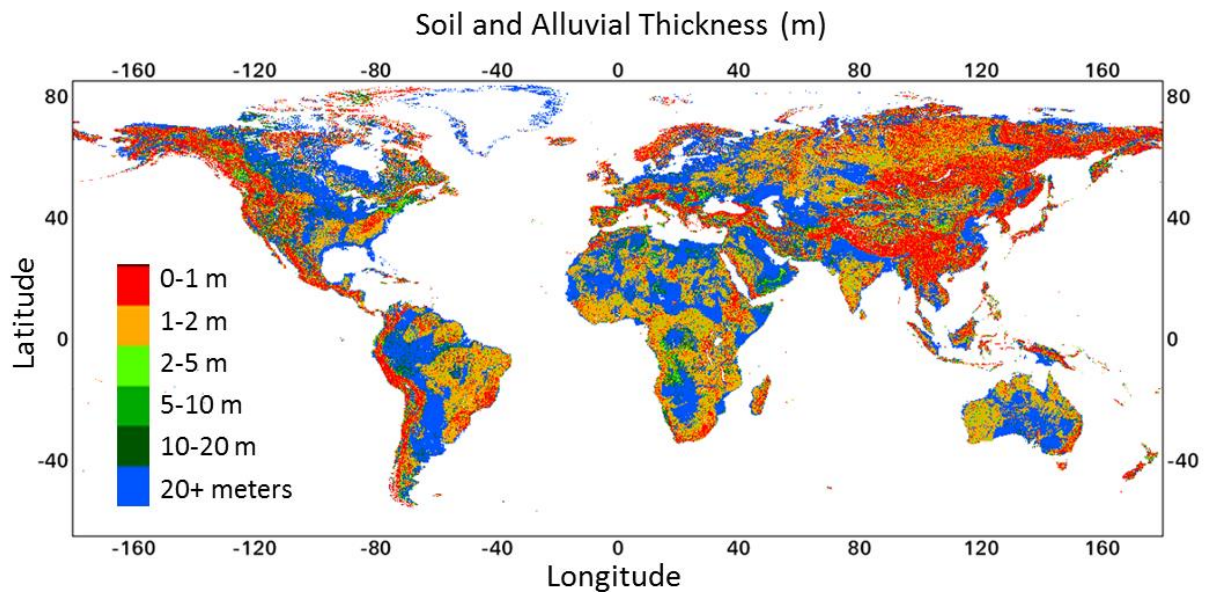 Soil and Alluvial Thickness (m)
-160 -120 -80 -40 0 40 80 120 160
80 80
40 40
0-1 m
1-2 m
2-5 m
5-10 m
10-20 m
20+ meters
Latitude
0 0
-40 -40
-160 -120 -80 -40 0 40 80 120 160
Longitude